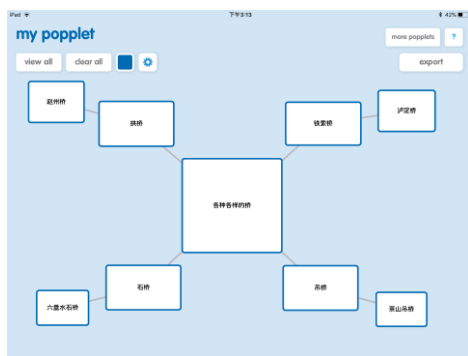 iPad
下午3:13
42%
my popplet
more popplets
?
view all
clear all
export
赵州桥
拱桥
铁索桥
泸定桥
各种各样的桥
石桥
吊桥
六盘水石桥
景山吊桥